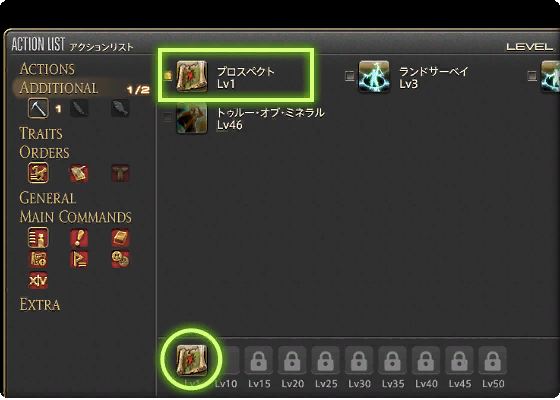 ACTION LIST アクションリスト
LEVEL
ACTIONS
ADDITIONAL 1/2
1
TRAITS
ORDERS
GENERAL
MAIN COMMANDS
XIV
EXTRA
プロスペクト
Lv1
ランドサーベイ
Lv3
トゥルー・オブ・ミネラル
Lv46
Lv10 Lv15 Lv20 Lv25 Lv30 Lv35 Lv40 Lv45 Lv50